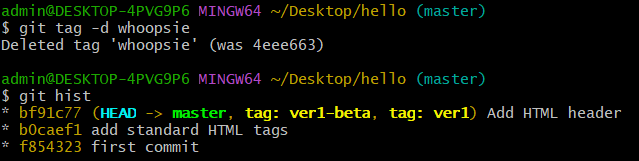 admin@DESKTOP-4PVG9P6 MINGW64 ~/Desktop/hello (master)
$ git tag -d whoopsie
Deleted tag 'whoopsie' (was 4eee663)
admin@DESKTOP-4PVG9P6 MINGW64 ~/Desktop/hello (master)
$ git hist
* bf91c77 (HEAD -> master, tag: ver1-beta, tag: ver1) Add HTML header
* b0caef1 add standard HTML tags
* f854323 first commit